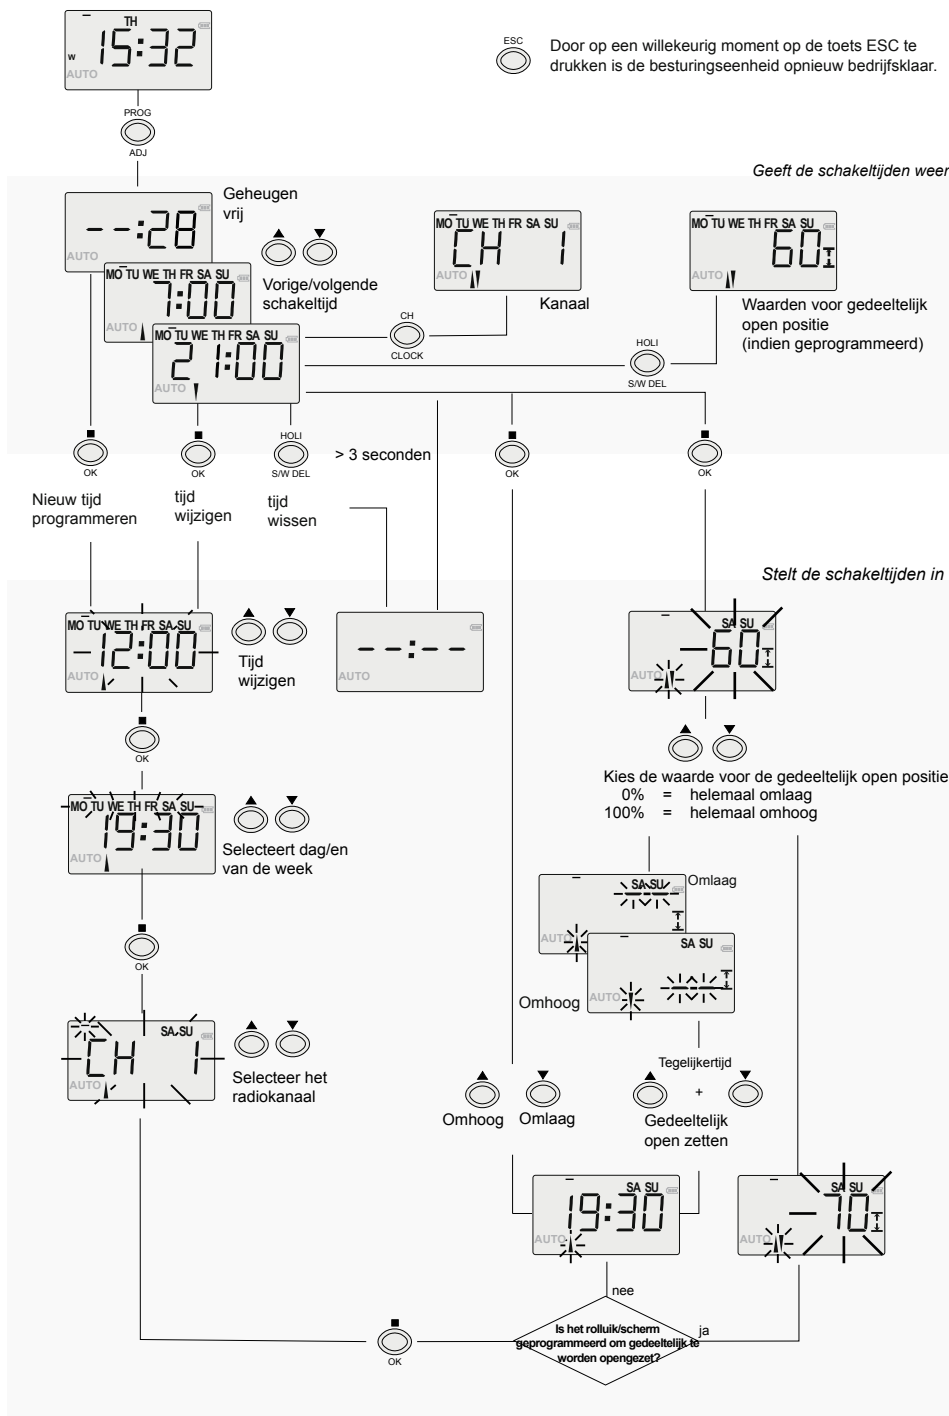 TH
W
15:32
AUTO
ESC
Door op een willekeurig moment op de toets ESC te
drukken is de besturingseenheid opnieuw bedrijfsklaar.
PROG
ADJ
Geeft de schakeltijden weer
--:28
AUTO
Geheugen
vrij
MO TU WE TH FR SA SU
7:00
AUTO
Vorige/volgende
schakeltijd
MO TU WE TH FR SA SU
21:00
AUTO
MO TU WE TH FR SA SU
CH 1
AUTO
Kanaal
CH
CLOCK
MO TU WE TH FR SA SU
60
AUTO
Waarden voor gedeeltelijk
open positie
(indien geprogrammeerd)
HOLI
S/W DEL
OK
OK
HOLI
S/W DEL
> 3 seconden
OK
OK
Nieuw tijd
programmeren
tijd
wijzigen
tijd
wissen
Stelt de schakeltijden in
MO TU WE TH FR SA SU
12:00
AUTO
Tijd
wijzigen
--:--
AUTO
SA SU
60
AUTO
OK
Kies de waarde voor de gedeeltelijk open positie
0% = helemaal omlaag
100% = helemaal omhoog
MO TU WE TH FR SA SU
19:30
AUTO
Selecteert dag/en
van de week
SA SU
AUTO
Omlaag
OK
SA SU
AUTO
Omhoog
SA SU
CH 1
AUTO
Selecteer het
radiokanaal
Tegelijkertijd
+
Omhoog Omlaag
Gedeeltelijk
open zetten
SA SU
19:30
AUTO
SA SU
70
AUTO
nee
Is het rolluik/scherm
geprogrammeerd om gedeeltelijk te
worden opengezet?
ja
OK